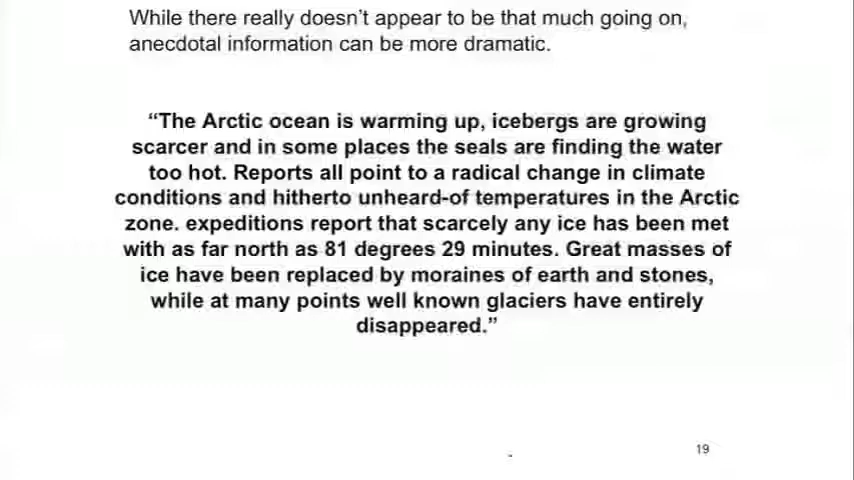 While there really doesn’t appear to be that much going on,
anecdotal information can be more dramatic.
“The Arctic ocean is warming up, icebergs are growing
scarcer and in some places the seals are finding the water
too hot. Reports all point to a radical change in climate
conditions and hitherto unheard-of temperatures in the Arctic
zone. expeditions report that scarcely any ice has been met
with as far north as 81 degrees 29 minutes. Great masses of
ice have been replaced by moraines of earth and stones,
while at many points well known glaciers have entirely
disappeared.”
19